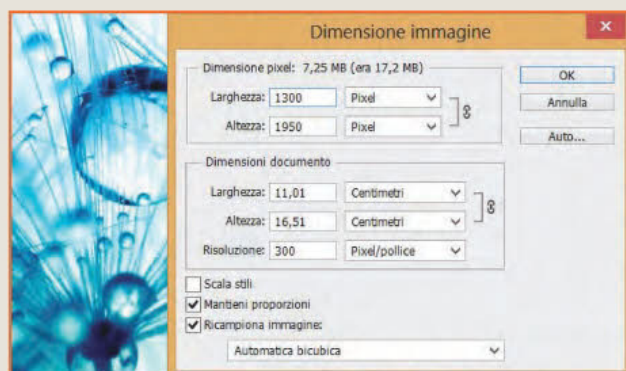 Dimensione immagine
Dimensione pixel: 7,25 MB (era 17,2 MB)
Larghezza: 1300 Pixel
Altezza: 1950 Pixel
OK
Annulla
Auto...
Dimensioni documento
Larghezza: 11,01 Centimetri
Altezza: 16,51 Centimetri
Risoluzione: 300 Pixel/pollice
Scala stili
Mantieni proporzioni
Ricampiona immagine:
Automatica bicubica